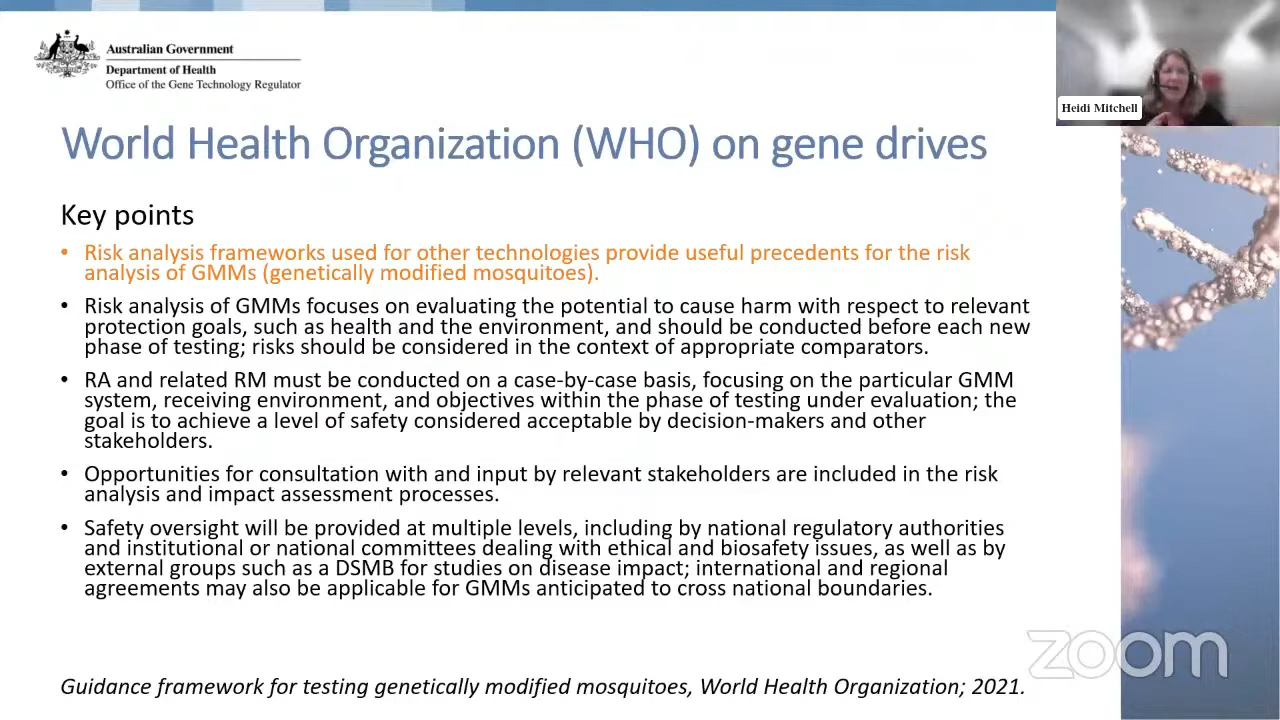 Australian Government
Department of Health
Office of the Gene Technology Regulator
Heidi Mitchell
World Health Organization (WHO) on gene drives
Key points
• Risk analysis frameworks used for other technologies provide useful precedents for the risk
analysis of GMMs (genetically modified mosquitoes).
• Risk analysis of GMMs focuses on evaluating the potential to cause harm with respect to relevant
protection goals, such as health and the environment, and should be conducted before each new
phase of testing; risks should be considered in the context of appropriate comparators.
• RA and related RM must be conducted on a case-by-case basis, focusing on the particular GMM
system, receiving environment, and objectives within the phase of testing under evaluation; the
goal is to achieve a level of safety considered acceptable by decision-makers and other
stakeholders.
• Opportunities for consultation with and input by relevant stakeholders are included in the risk
analysis and impact assessment processes.
• Safety oversight will be provided at multiple levels, including by national regulatory authorities
and institutional or national committees dealing with ethical and biosafety issues, as well as by
external groups such as a DSMB for studies on disease impact; international and regional
agreements may also be applicable for GMMs anticipated to cross national boundaries.
zoom
Guidance framework for testing genetically modified mosquitoes, World Health Organization; 2021.